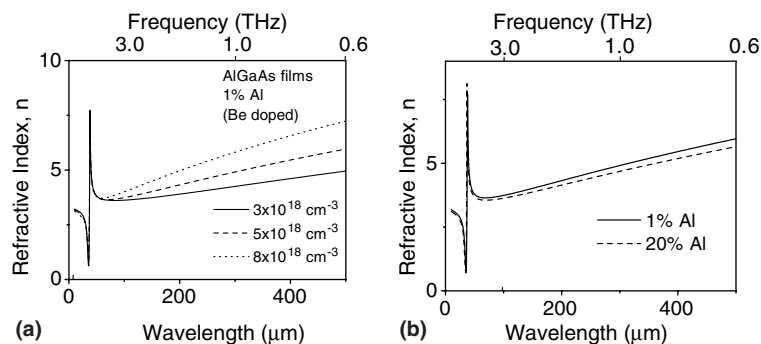 Frequency (THz)
3.0 1.0 0.6
AlGaAs films
1% Al
(Be doped)
10
5
0
Refractive Index, n
3x10¹⁸ cm⁻³
5x10¹⁸ cm⁻³
8x10¹⁸ cm⁻³
0 200 400
(a) Wavelength (μm)
Frequency (THz)
3.0 1.0 0.6
5
0
Refractive Index, n
1% Al
20% Al
0 200 400
(b) Wavelength (μm)